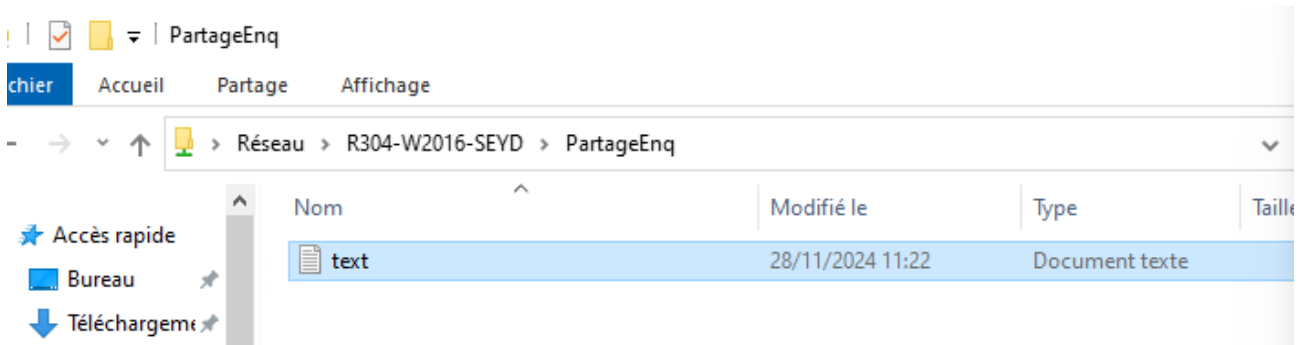 PartageEnq
chier Accueil Partage Affichage
Réseau > R304-W2016-SEYD > PartageEnq
Nom Modifié le Type Taille
Accès rapide
text 28/11/2024 11:22 Document texte
Bureau
Téléchargeme